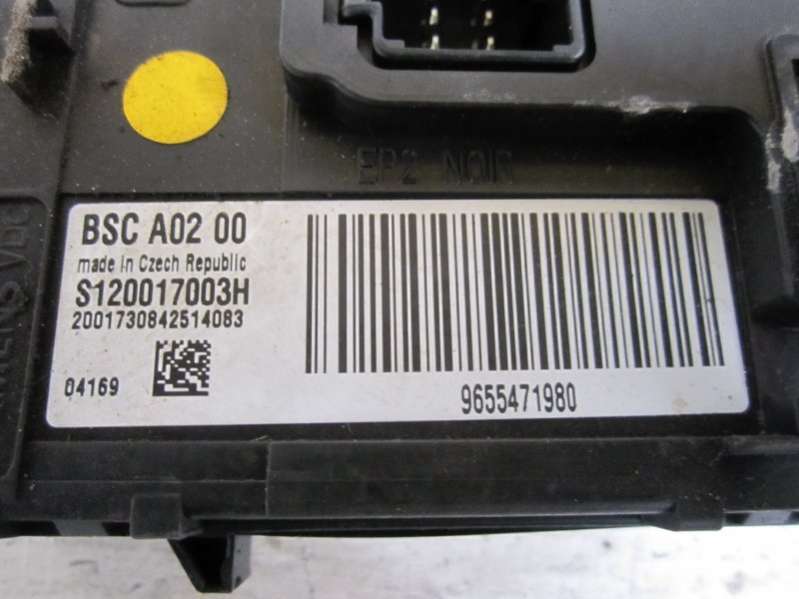 EP2 NOIR
BSC A02 00
made in Czech Republic
S120017003H
2001730842514083
04169
9655471980